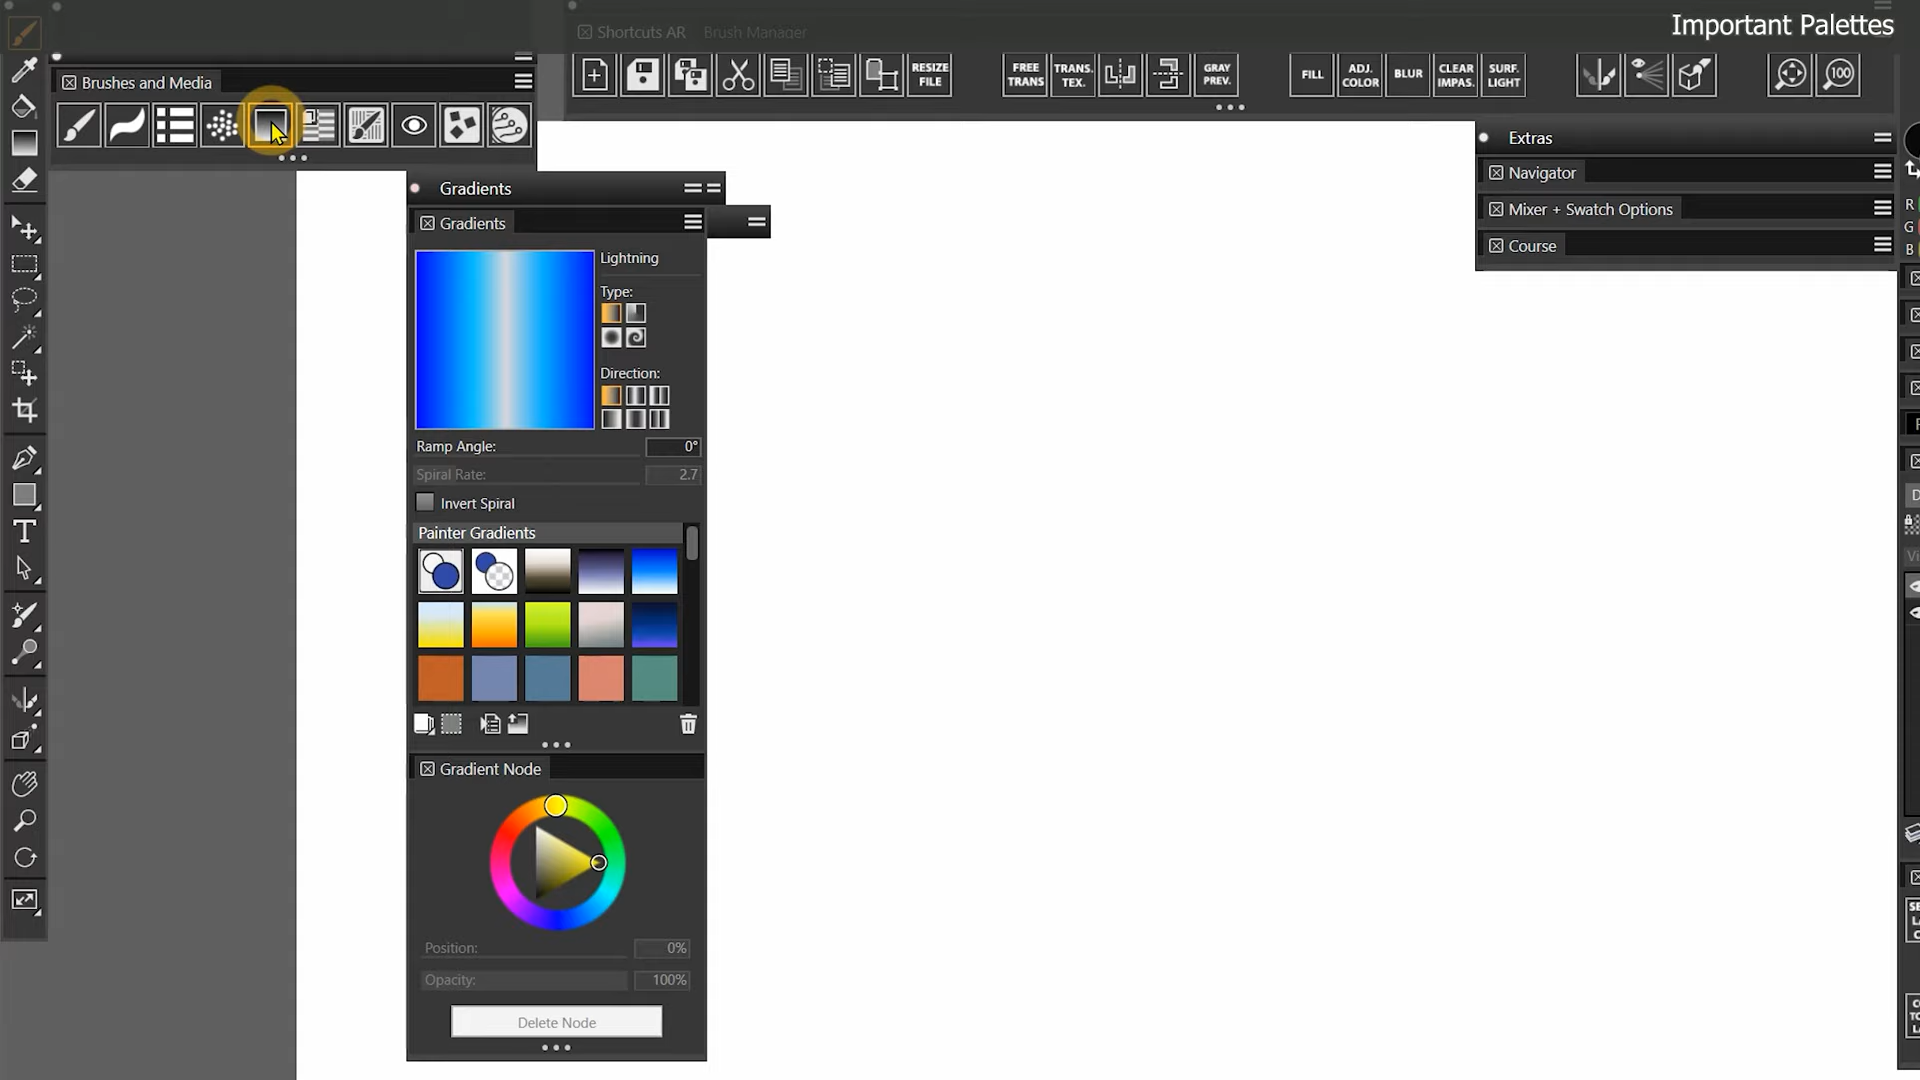 Important Palettes
Shortcuts AR Brush Manager
Brushes and Media
RESIZE FILE
FREE TRANS
TRANS. TEX.
GRAY PREV.
FILL
ADJ. COLOR
BLUR
CLEAR IMPAS.
SURF. LIGHT
100
Extras
Navigator
Mixer + Swatch Options
Course
R
G
B
Gradients
Gradients
Lightning
Type:
Direction:
Ramp Angle: 0°
Spiral Rate: 2.7
Invert Spiral
Painter Gradients
T
Gradient Node
Position: 0%
Opacity: 100%
Delete Node